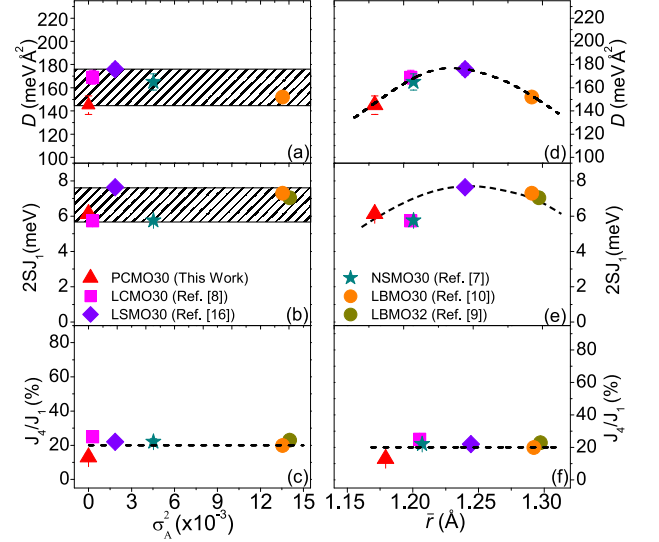 220
200
180
160
140
120
100
D (meVÅ²)
(a)
(d)
220
200
180
160
140
120
100
D (meVÅ²)
8
6
4
2
0
2SJ₁(meV)
PCMO30 (This Work)
LCMO30 (Ref. [8])
LSMO30 (Ref. [16])
(b)
NSMO30 (Ref. [7])
LBMO30 (Ref. [10])
LBMO32 (Ref. [9])
(e)
8
6
4
2
0
2SJ₁(meV)
80
60
40
20
0
J₄/J₁ (%)
(c)
(f)
80
60
40
20
0
J₄/J₁ (%)
0 3 6 9 12 15
σ_A² (x10⁻³)
1.15 1.20 1.25 1.30
r̄ (Å)